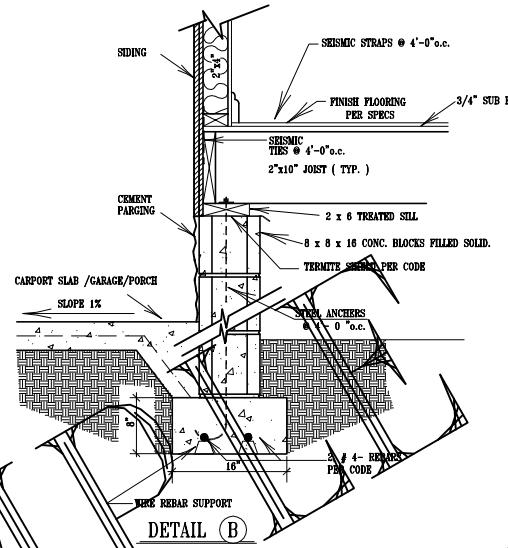 SIDING
SEISMIC STRAPS @ 4'-0"o.c.
2"x4"
FINISH FLOORING
PER SPECS
3/4" SUB
SEISMIC
TIES @ 4'-0"o.c.
2"x10" JOIST ( TYP. )
CEMENT
PARGING
2 x 6 TREATED SILL
8 x 8 x 16 CONC. BLOCKS FILLED SOLID.
TERMITE SHIELD PER CODE
CARPORT SLAB /GARAGE/PORCH
SLOPE 1%
STEEL ANCHERS
@ 4 - 0 "o.c.
8"
16"
2 # 4- REBARS
PER CODE
WIRE REBAR SUPPORT
DETAIL B